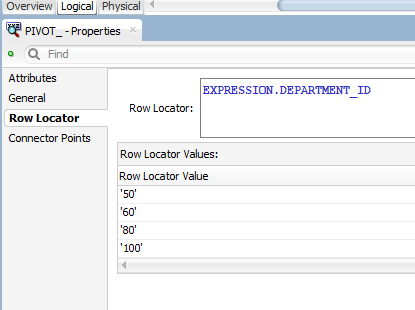 Overview Logical Physical
PIVOT_ - Properties
Find
Attributes
General
Row Locator
Connector Points
Row Locator: EXPRESSION.DEPARTMENT_ID
Row Locator Values:
Row Locator Value
'50'
'60'
'80'
'100'